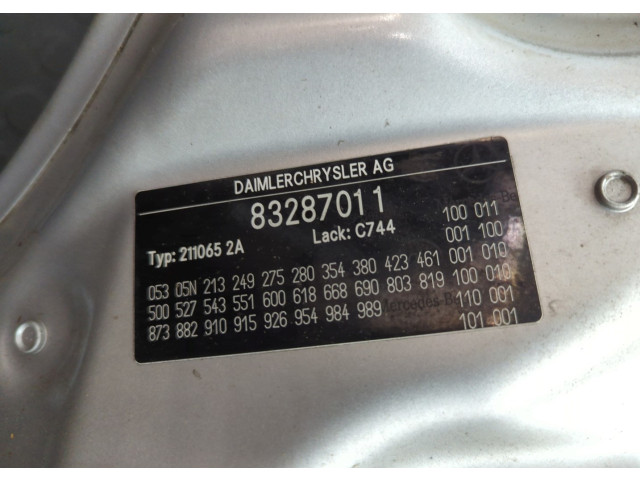 DAIMLERCHRYSLER AG
83287011
Typ: 211065 2A
Lack: C744
053 05N 213 249 275 280 354 380 423 461
500 527 543 551 600 618 668 690 803 819
873 882 910 915 926 954 984 989
100 011
001 100
001 010
100 010
110 001
101 001
Mercedes-B